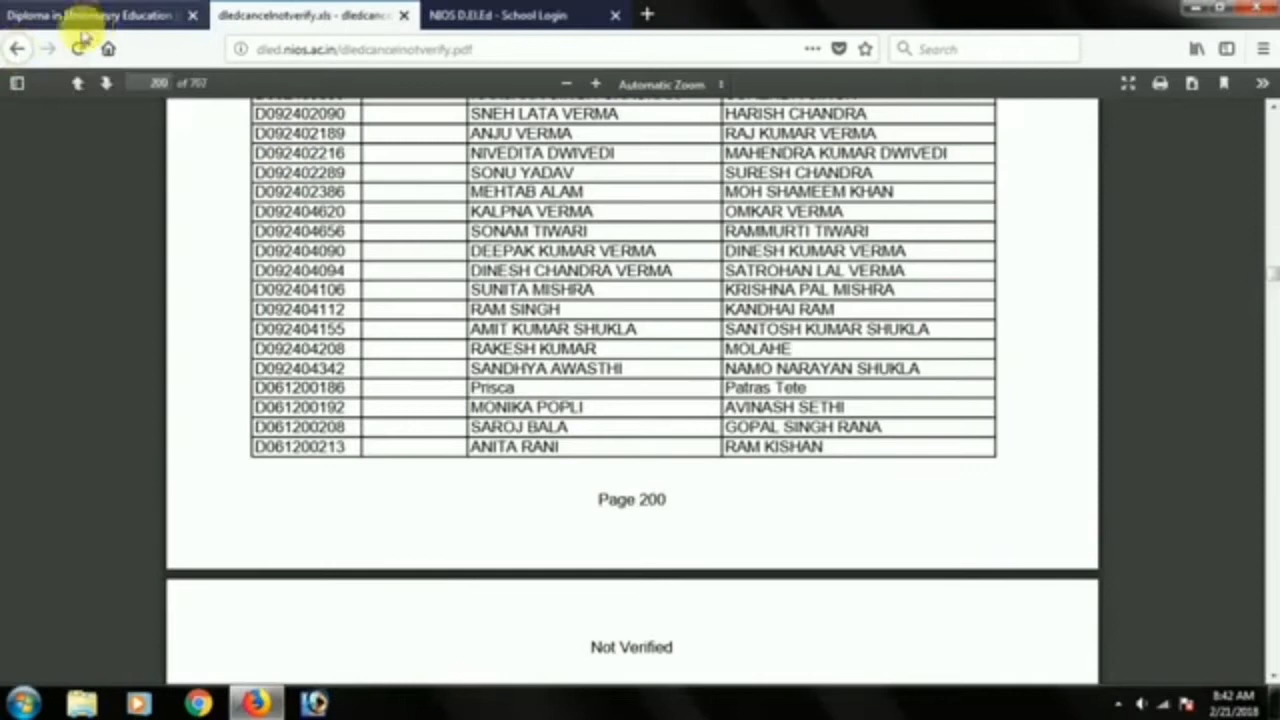 Diploma in Elementary Education
dledcancelnotverify.xls - dledcance
NIOS D.El.Ed - School Login
dled.nios.ac.in/dledcancelnotverify.pdf
Search
200 of 707
Automatic Zoom
D092402090 SNEH LATA VERMA HARISH CHANDRA
D092402189 ANJU VERMA RAJ KUMAR VERMA
D092402216 NIVEDITA DWIVEDI MAHENDRA KUMAR DWIVEDI
D092402289 SONU YADAV SURESH CHANDRA
D092402386 MEHTAB ALAM MOH SHAMEEM KHAN
D092404620 KALPNA VERMA OMKAR VERMA
D092404656 SONAM TIWARI RAMMURTI TIWARI
D092404090 DEEPAK KUMAR VERMA DINESH KUMAR VERMA
D092404094 DINESH CHANDRA VERMA SATROHAN LAL VERMA
D092404106 SUNITA MISHRA KRISHNA PAL MISHRA
D092404112 RAM SINGH KANDHAI RAM
D092404155 AMIT KUMAR SHUKLA SANTOSH KUMAR SHUKLA
D092404208 RAKESH KUMAR MOLAHE
D092404342 SANDHYA AWASTHI NAMO NARAYAN SHUKLA
D061200186 Prisca Patras Tete
D061200192 MONIKA POPLI AVINASH SETHI
D061200208 SAROJ BALA GOPAL SINGH RANA
D061200213 ANITA RANI RAM KISHAN
Page 200
Not Verified
8:42 AM
2/21/2018